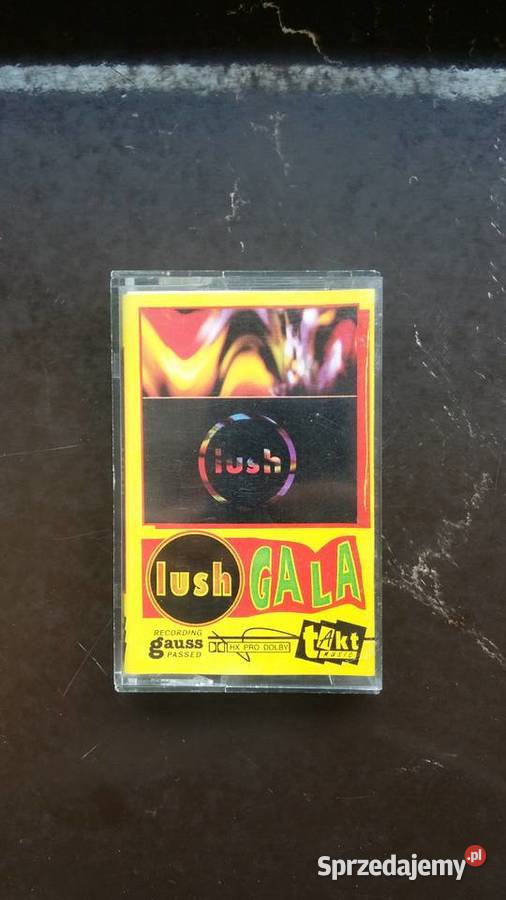 lush
lush GALA
RECORDING
gauss
PASSED
HX PRO DOLBY
tAkt
MUSIC
Sprzedajemy.pl